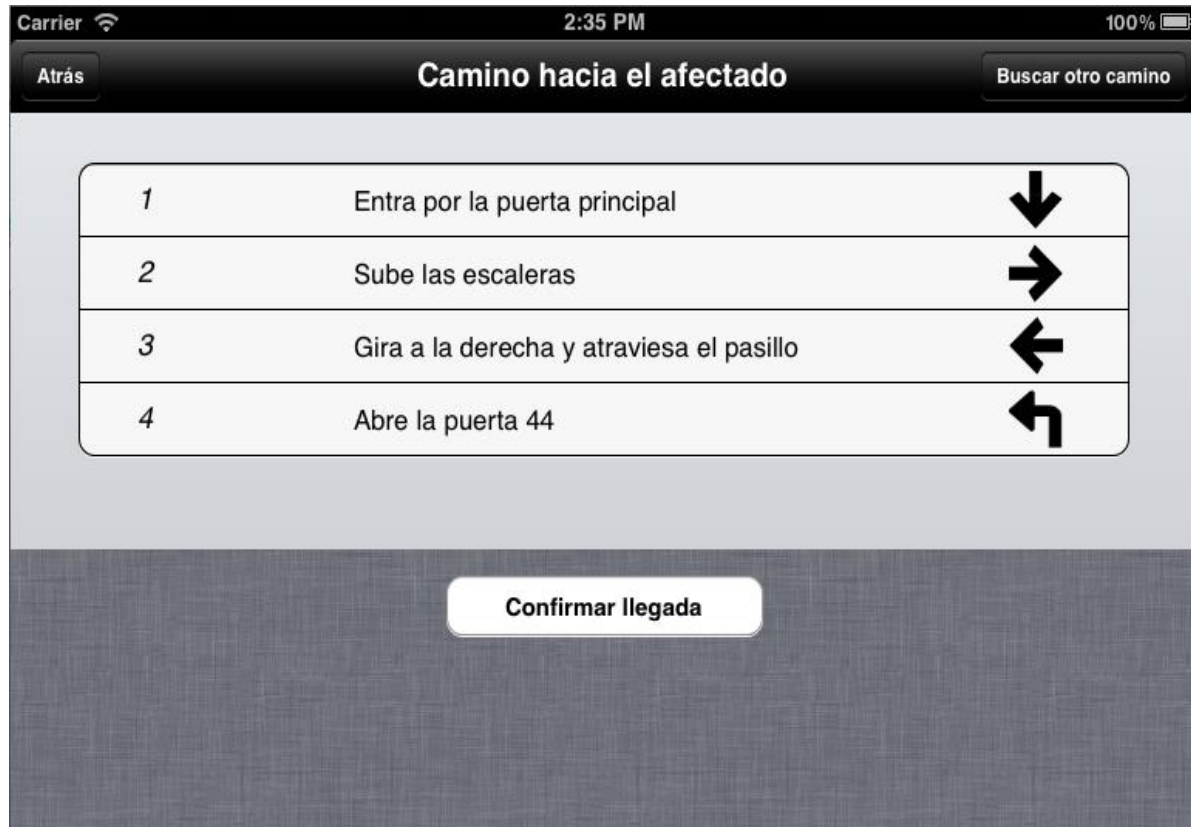 Carrier 2:35 PM 100%
Atrás Camino hacia el afectado Buscar otro camino
1 Entra por la puerta principal
2 Sube las escaleras
3 Gira a la derecha y atraviesa el pasillo
4 Abre la puerta 44
Confirmar llegada